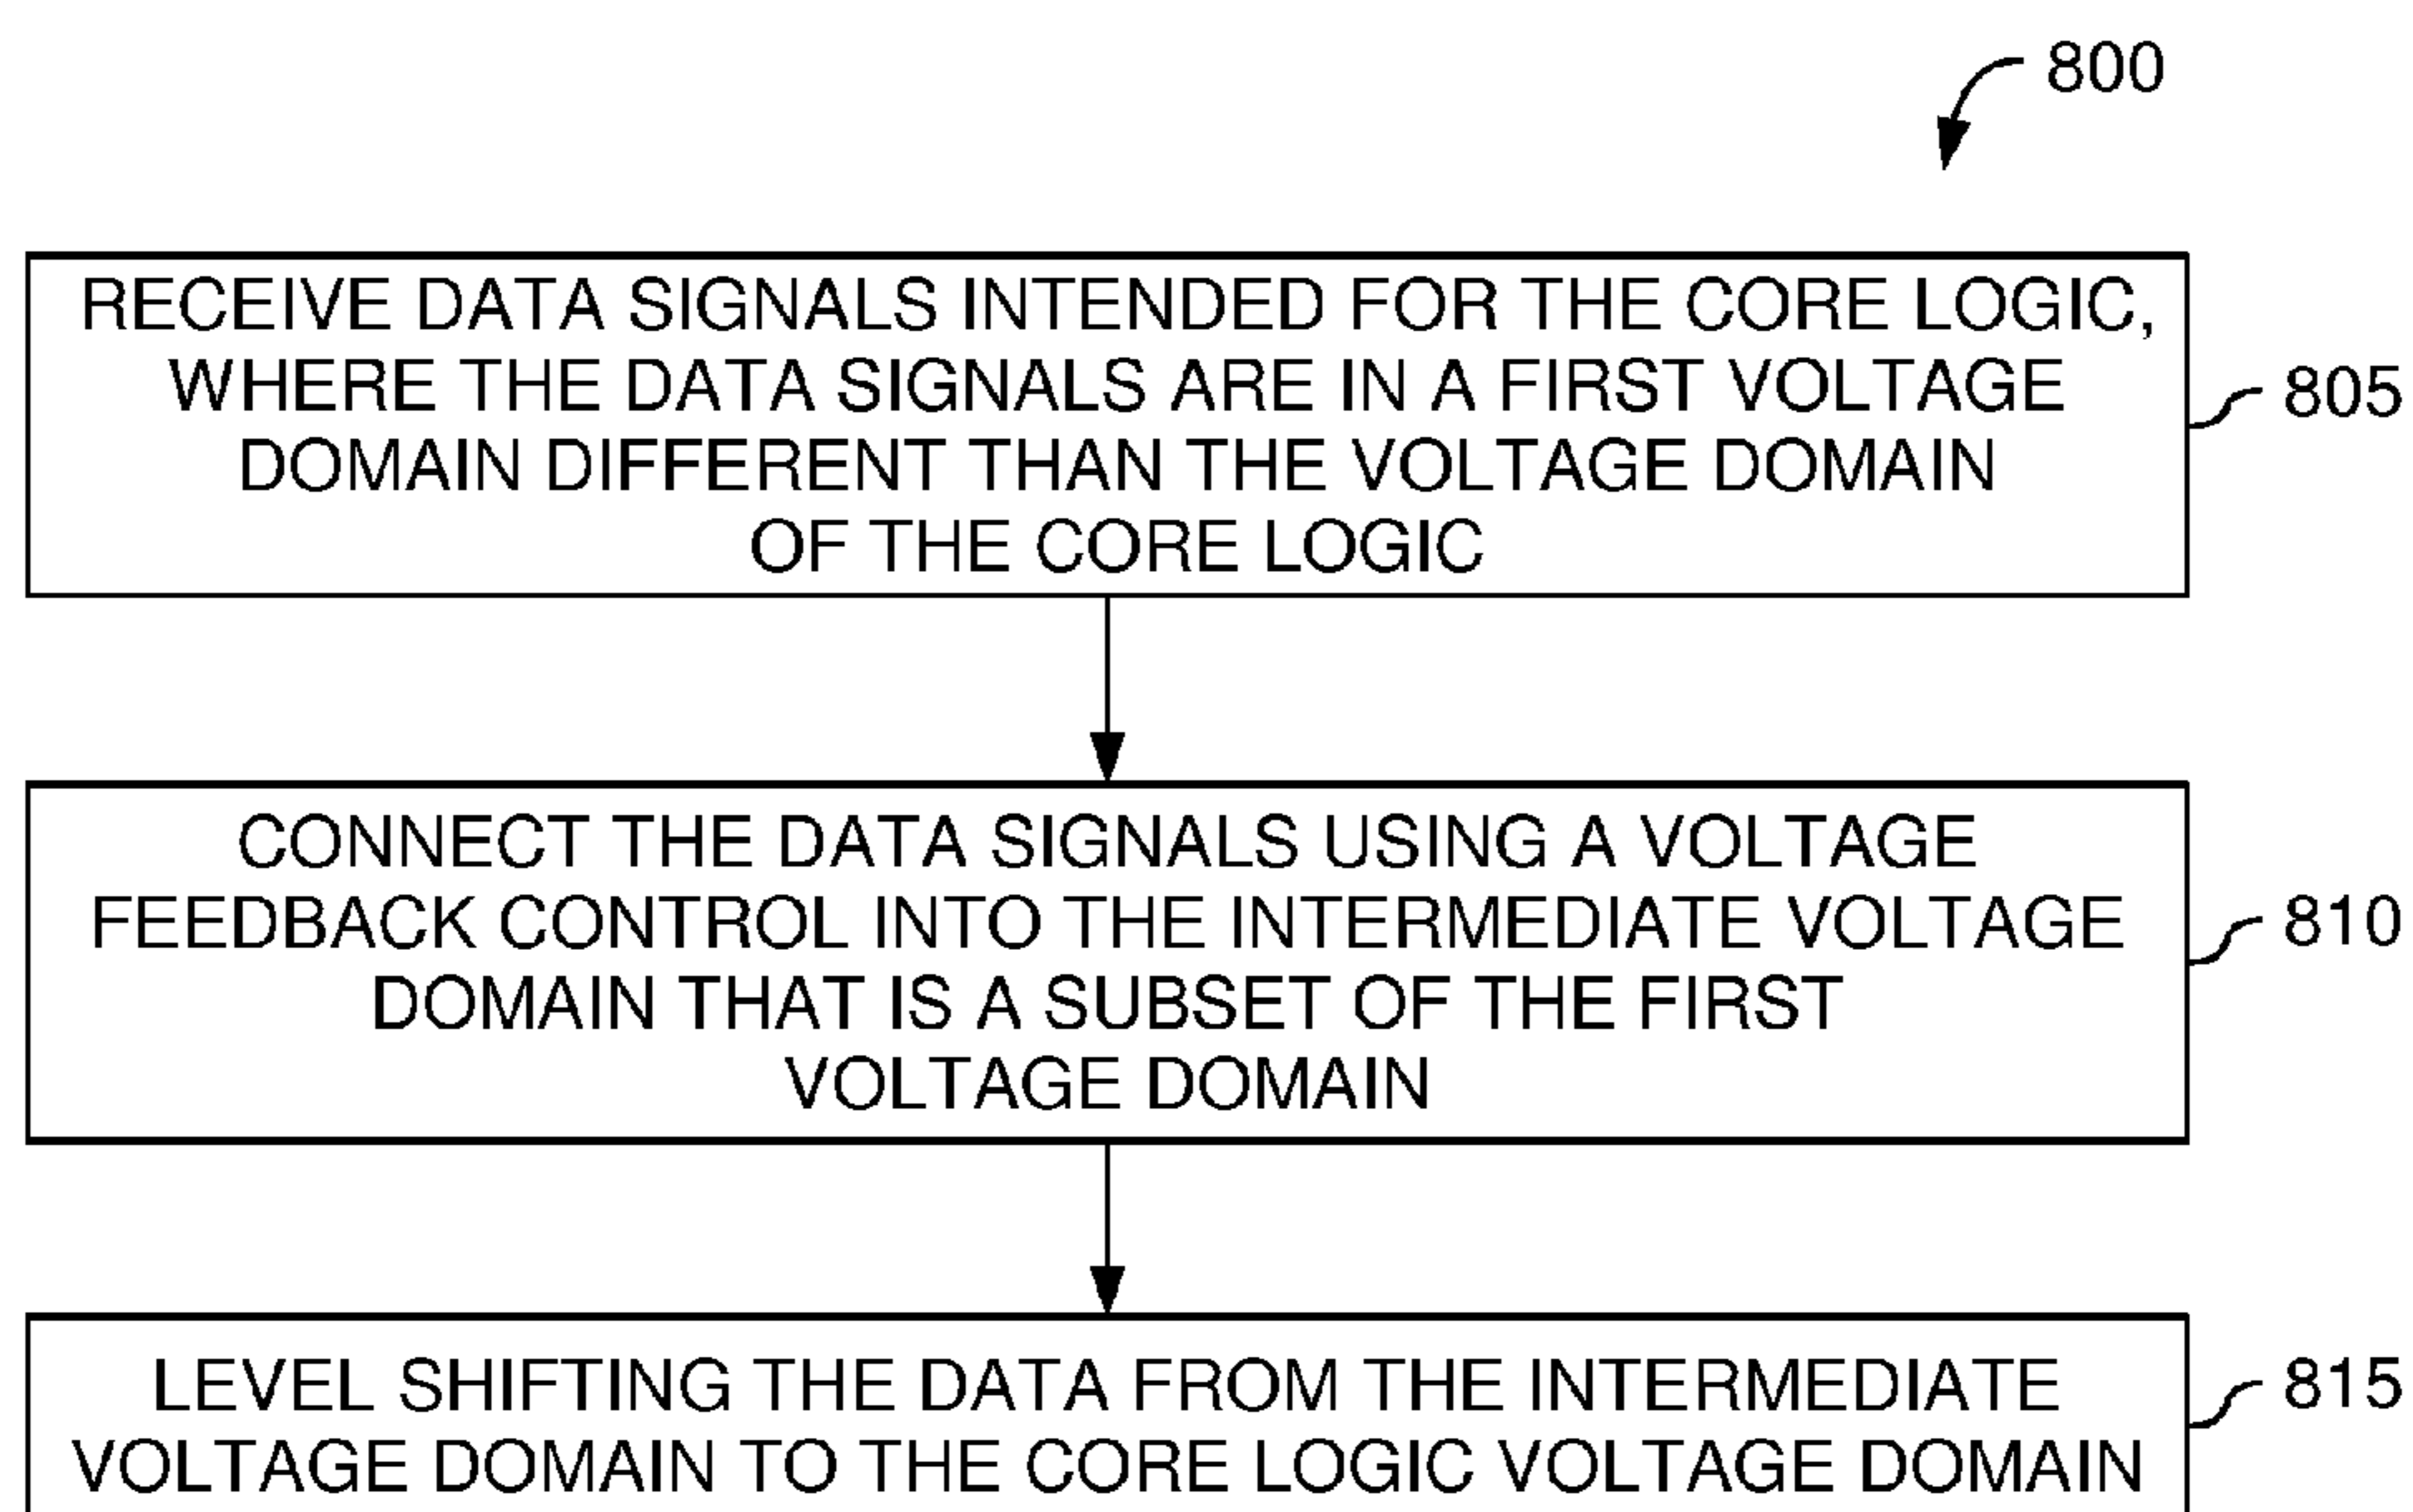 800
RECEIVE DATA SIGNALS INTENDED FOR THE CORE LOGIC,
WHERE THE DATA SIGNALS ARE IN A FIRST VOLTAGE
DOMAIN DIFFERENT THAN THE VOLTAGE DOMAIN
OF THE CORE LOGIC
805
CONNECT THE DATA SIGNALS USING A VOLTAGE
FEEDBACK CONTROL INTO THE INTERMEDIATE VOLTAGE
DOMAIN THAT IS A SUBSET OF THE FIRST
VOLTAGE DOMAIN
810
LEVEL SHIFTING THE DATA FROM THE INTERMEDIATE
VOLTAGE DOMAIN TO THE CORE LOGIC VOLTAGE DOMAIN
815